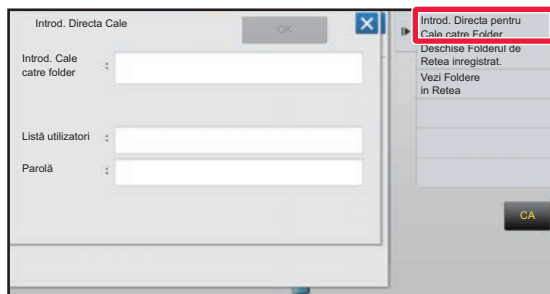 Introd. Directa Cale
OK
Introd. Cale
catre folder
:
Listă utilizatori :
Parolă :
Introd. Directa pentru
Cale catre Folder
Deschise Folderul de
Retea inregistrat.
Vezi Foldere
in Retea
CA